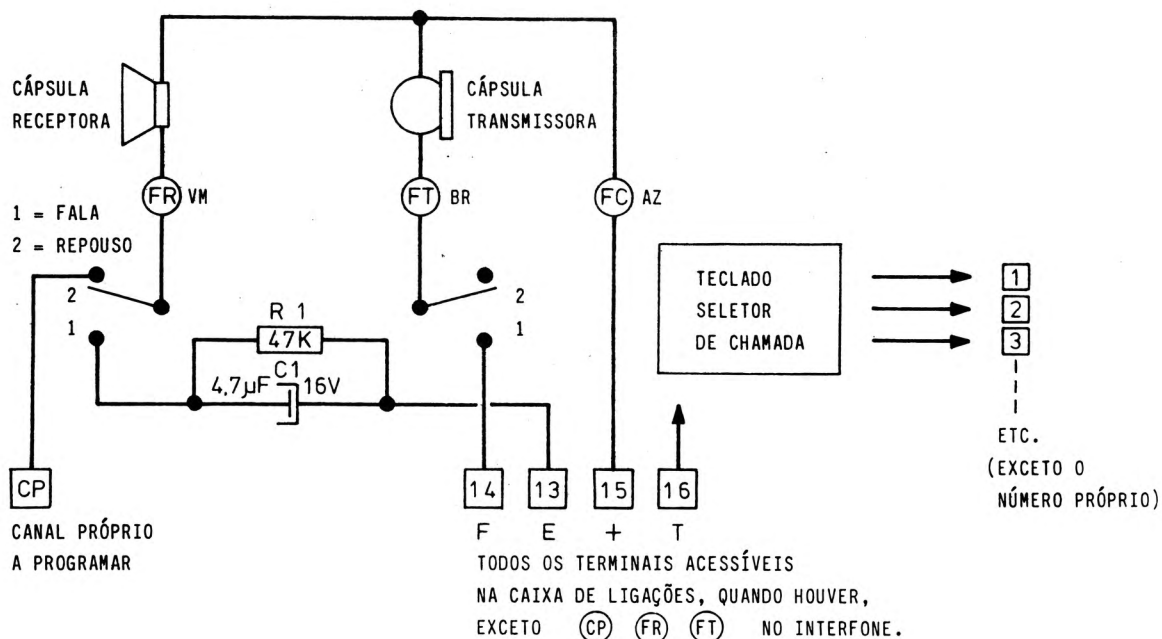 CÁPSULA
RECEPTORA
CÁPSULA
TRANSMISSORA
FR VM
FT BR
FC AZ
1 = FALA
2 = REPOUSO
2
1
R 1
47K
C1
4,7µF 16V
2
1
TECLADO
SELETOR
DE CHAMADA
1
2
3
ETC.
(EXCETO O
NÚMERO PRÓPRIO)
CP
CANAL PRÓPRIO
A PROGRAMAR
14 13 15 16
F E + T
TODOS OS TERMINAIS ACESSÍVEIS
NA CAIXA DE LIGAÇÕES, QUANDO HOUVER,
EXCETO CP FR FT NO INTERFONE.